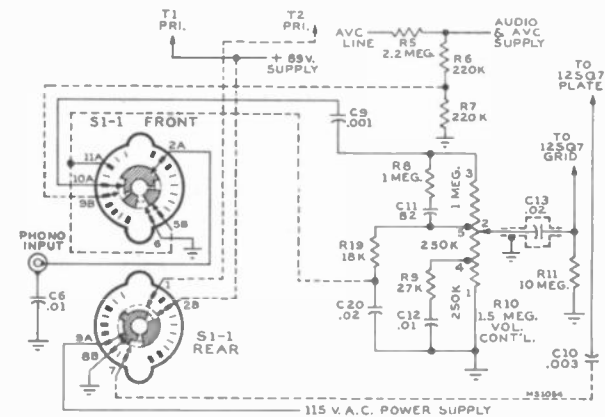 T1
PRI.
T2
PRI.
+ 89 V.
SUPPLY
AVC
LINE
R5
2.2 MEG.
AUDIO
& AVC
SUPPLY
R6
220K
R7
220K
TO
12SQ7
PLATE
S1-1 FRONT
2A
11A
10A
9B
5B
6
C9
.001
R8
1 MEG.
C11
82
1 MEG.
3
2
5
4
1
250K
250K
TO
12SQ7
GRID
C13
.02
R11
10 MEG.
PHONO
INPUT
C6
.01
R19
18K
C20
.02
R9
27K
C12
.01
R10
1.5 MEG.
VOL.
CONT'L.
1
2B
9A
8B
7
S1-1
REAR
C10
.003
MS1084
115 V. A.C. POWER SUPPLY